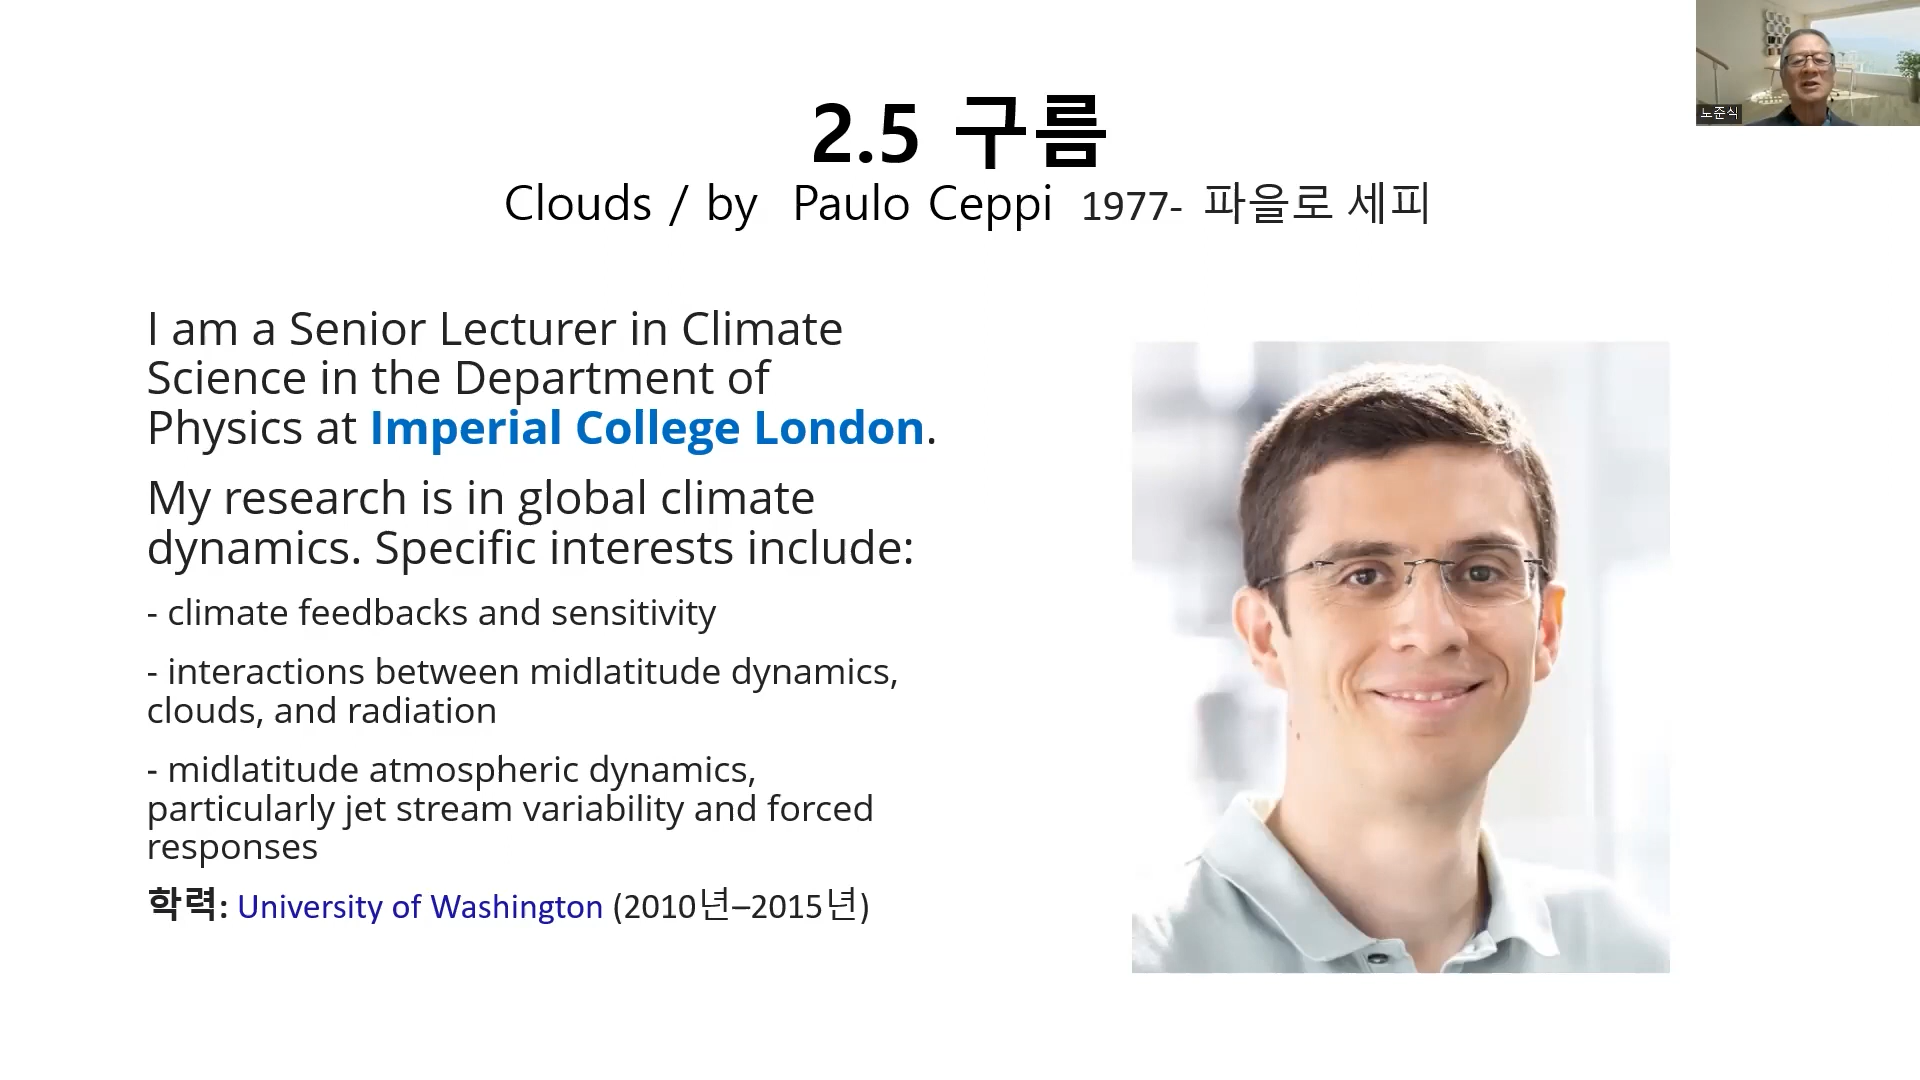 2.5 구름
Clouds / by Paulo Ceppi 1977- 파을로 세피
I am a Senior Lecturer in Climate
Science in the Department of
Physics at Imperial College London.
My research is in global climate
dynamics. Specific interests include:
- climate feedbacks and sensitivity
- interactions between midlatitude dynamics,
clouds, and radiation
- midlatitude atmospheric dynamics,
particularly jet stream variability and forced
responses
학력: University of Washington (2010년–2015년)
노준식